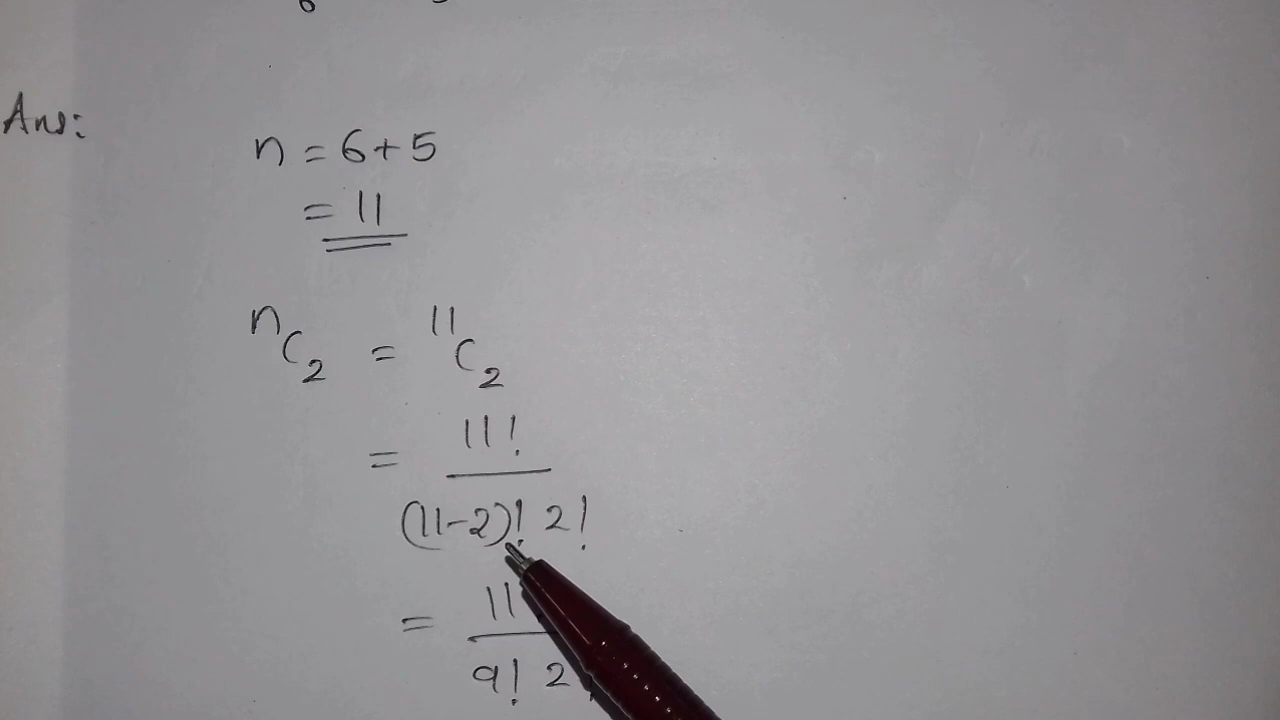 Ans:
n = 6+5
= 11
ⁿC₂ = ¹¹C₂
= 11! / (11-2)! 2!
= 11 / 9! 2